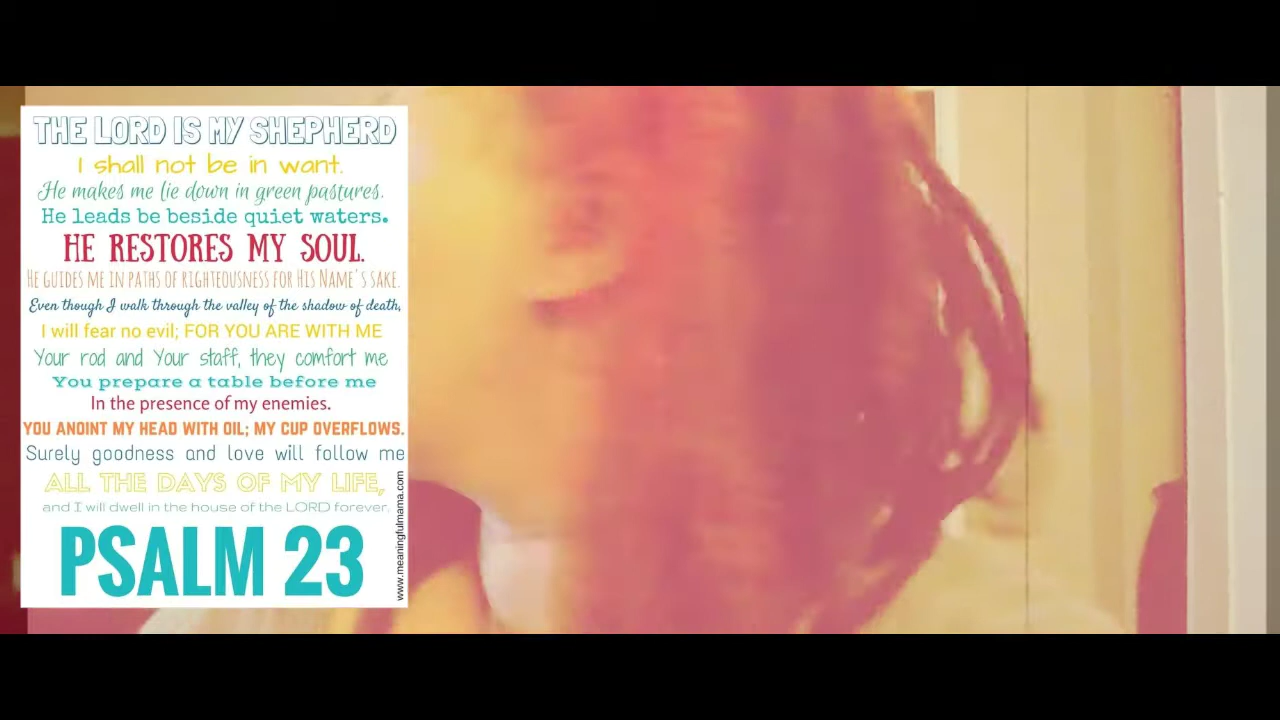 THE LORD IS MY SHEPHERD
I shall not be in want.
He makes me lie down in green pastures.
He leads be beside quiet waters.
HE RESTORES MY SOUL.
HE GUIDES ME IN PATHS OF RIGHTEOUSNESS FOR HIS NAME'S SAKE.
Even though I walk through the valley of the shadow of death,
I will fear no evil; FOR YOU ARE WITH ME
Your rod and Your staff, they comfort me
You prepare a table before me
In the presence of my enemies.
YOU ANOINT MY HEAD WITH OIL; MY CUP OVERFLOWS.
Surely goodness and love will follow me
ALL THE DAYS OF MY LIFE,
and I will dwell in the house of the LORD forever.
PSALM 23
www.meaningfulmama.com